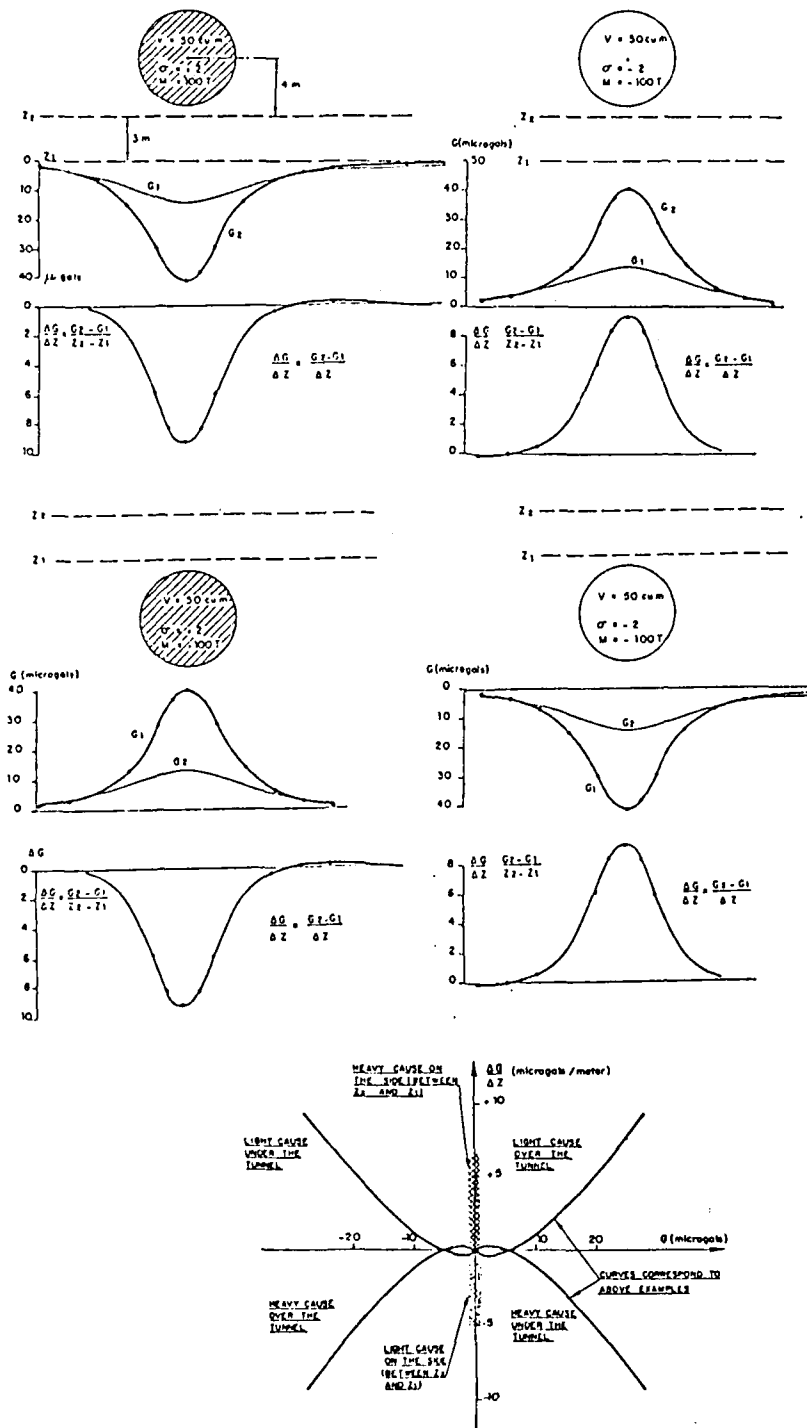 V = 50 cu m
σ = - 2
M = -100 T
4 m
Z2
3 m
Z1
0
10
20
30
40
μ gals
G1
G2
0
2
4
6
8
10
ΔG/ΔZ = G2-G1/Z2-Z1
ΔG/ΔZ = G2-G1/ΔZ
V = 50 cu m
σ = - 2
M = -100 T
Z2
G(microgals)
50
Z1
40
30
20
10
0
G2
G1
8
6
4
2
0
ΔG/ΔZ G2-G1/Z2-Z1
ΔG/ΔZ = G2-G1/ΔZ
Z2
Z1
V = 50 cu m
σ = - 2
M = -100 T
G (microgals)
40
30
20
10
0
G1
G2
ΔG
0
2
4
6
8
10
ΔG/ΔZ = G2-G1/Z2-Z1
ΔG/ΔZ = G2-G1/ΔZ
Z2
Z1
V = 50 cu m
σ = - 2
M = -100 T
G (microgals)
0
10
20
30
40
G2
G1
8
6
4
2
0
ΔG/ΔZ G2-G1/Z2-Z1
ΔG/ΔZ = G2-G1/ΔZ
HEAVY CAUSE ON
THE SIDE (BETWEEN
Z2 AND Z1)
ΔG/ΔZ (microgals/meter)
+10
LIGHT CAUSE
UNDER THE
TUNNEL
LIGHT CAUSE
OVER THE
TUNNEL
+5
-20
-10
10
20
G (microgals)
HEAVY CAUSE
OVER THE
TUNNEL
HEAVY CAUSE
UNDER THE
TUNNEL
CURVES CORRESPOND TO
ABOVE EXAMPLES
-5
LIGHT CAUSE
ON THE SIDE
(BETWEEN Z2
AND Z1)
-10